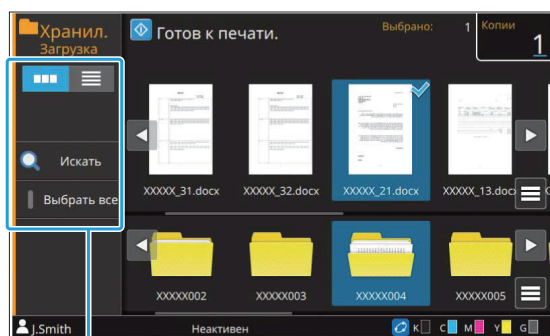 Хранил.
Загрузка
Готов к печати.
Выбрано: 1
Копии
1
Искать
Выбрать все
XXXXX_31.docx
XXXXX_32.docx
XXXXX_21.docx
XXXXX_13.doc
XXXXX002
XXXXX003
XXXXX004
XXXXX005
J.Smith
Неактивен
K C M Y G